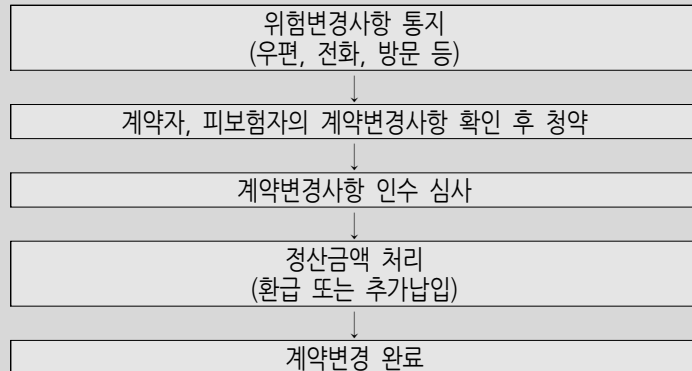 위험변경사항 통지
(우편, 전화, 방문 등)
↓
계약자, 피보험자의 계약변경사항 확인 후 청약
↓
계약변경사항 인수 심사
↓
정산금액 처리
(환급 또는 추가납입)
↓
계약변경 완료